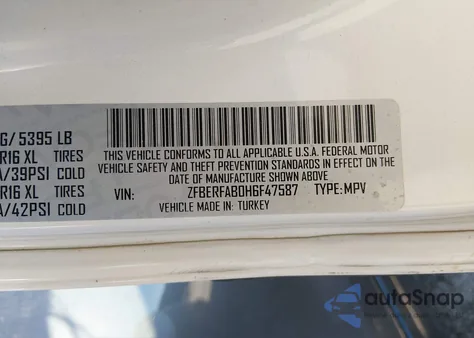 G/ 5395 LB
R16 XL TIRES
A/39PSI COLD
R16 XL TIRES
A/42PSI COLD
THIS VEHICLE CONFORMS TO ALL APPLICABLE U.S.A. FEDERAL MOTOR
VEHICLE SAFETY AND THEFT PREVENTION STANDARDS IN EFFECT ON
THE DATE OF MANUFACTURE SHOWN ABOVE.
VIN: ZFBERFAB0H6F47587 TYPE: MPV
VEHICLE MADE IN: TURKEY
autoSnap